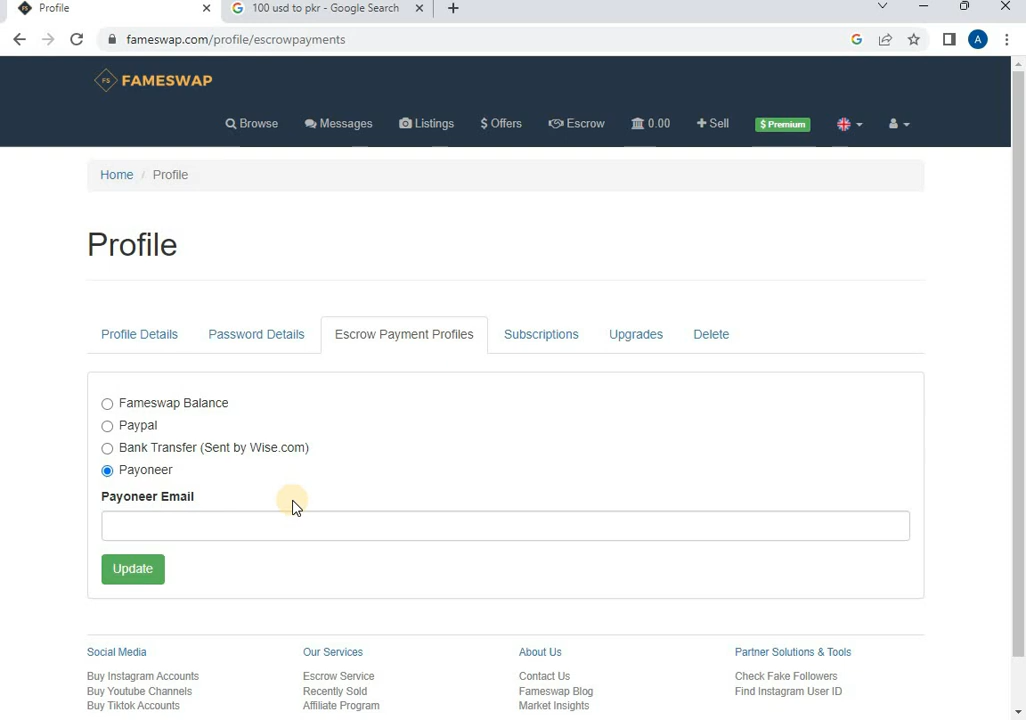 Profile
100 usd to pkr - Google Search
fameswap.com/profile/escrowpayments
A
FS FAMESWAP
Browse Messages Listings $ Offers Escrow 0.00 + Sell $ Premium
Home / Profile
Profile
Profile Details Password Details Escrow Payment Profiles Subscriptions Upgrades Delete
Fameswap Balance
Paypal
Bank Transfer (Sent by Wise.com)
Payoneer
Payoneer Email
Update
Social Media Our Services About Us Partner Solutions & Tools
Buy Instagram Accounts Escrow Service Contact Us Check Fake Followers
Buy Youtube Channels Recently Sold Fameswap Blog Find Instagram User ID
Buy Tiktok Accounts Affiliate Program Market Insights